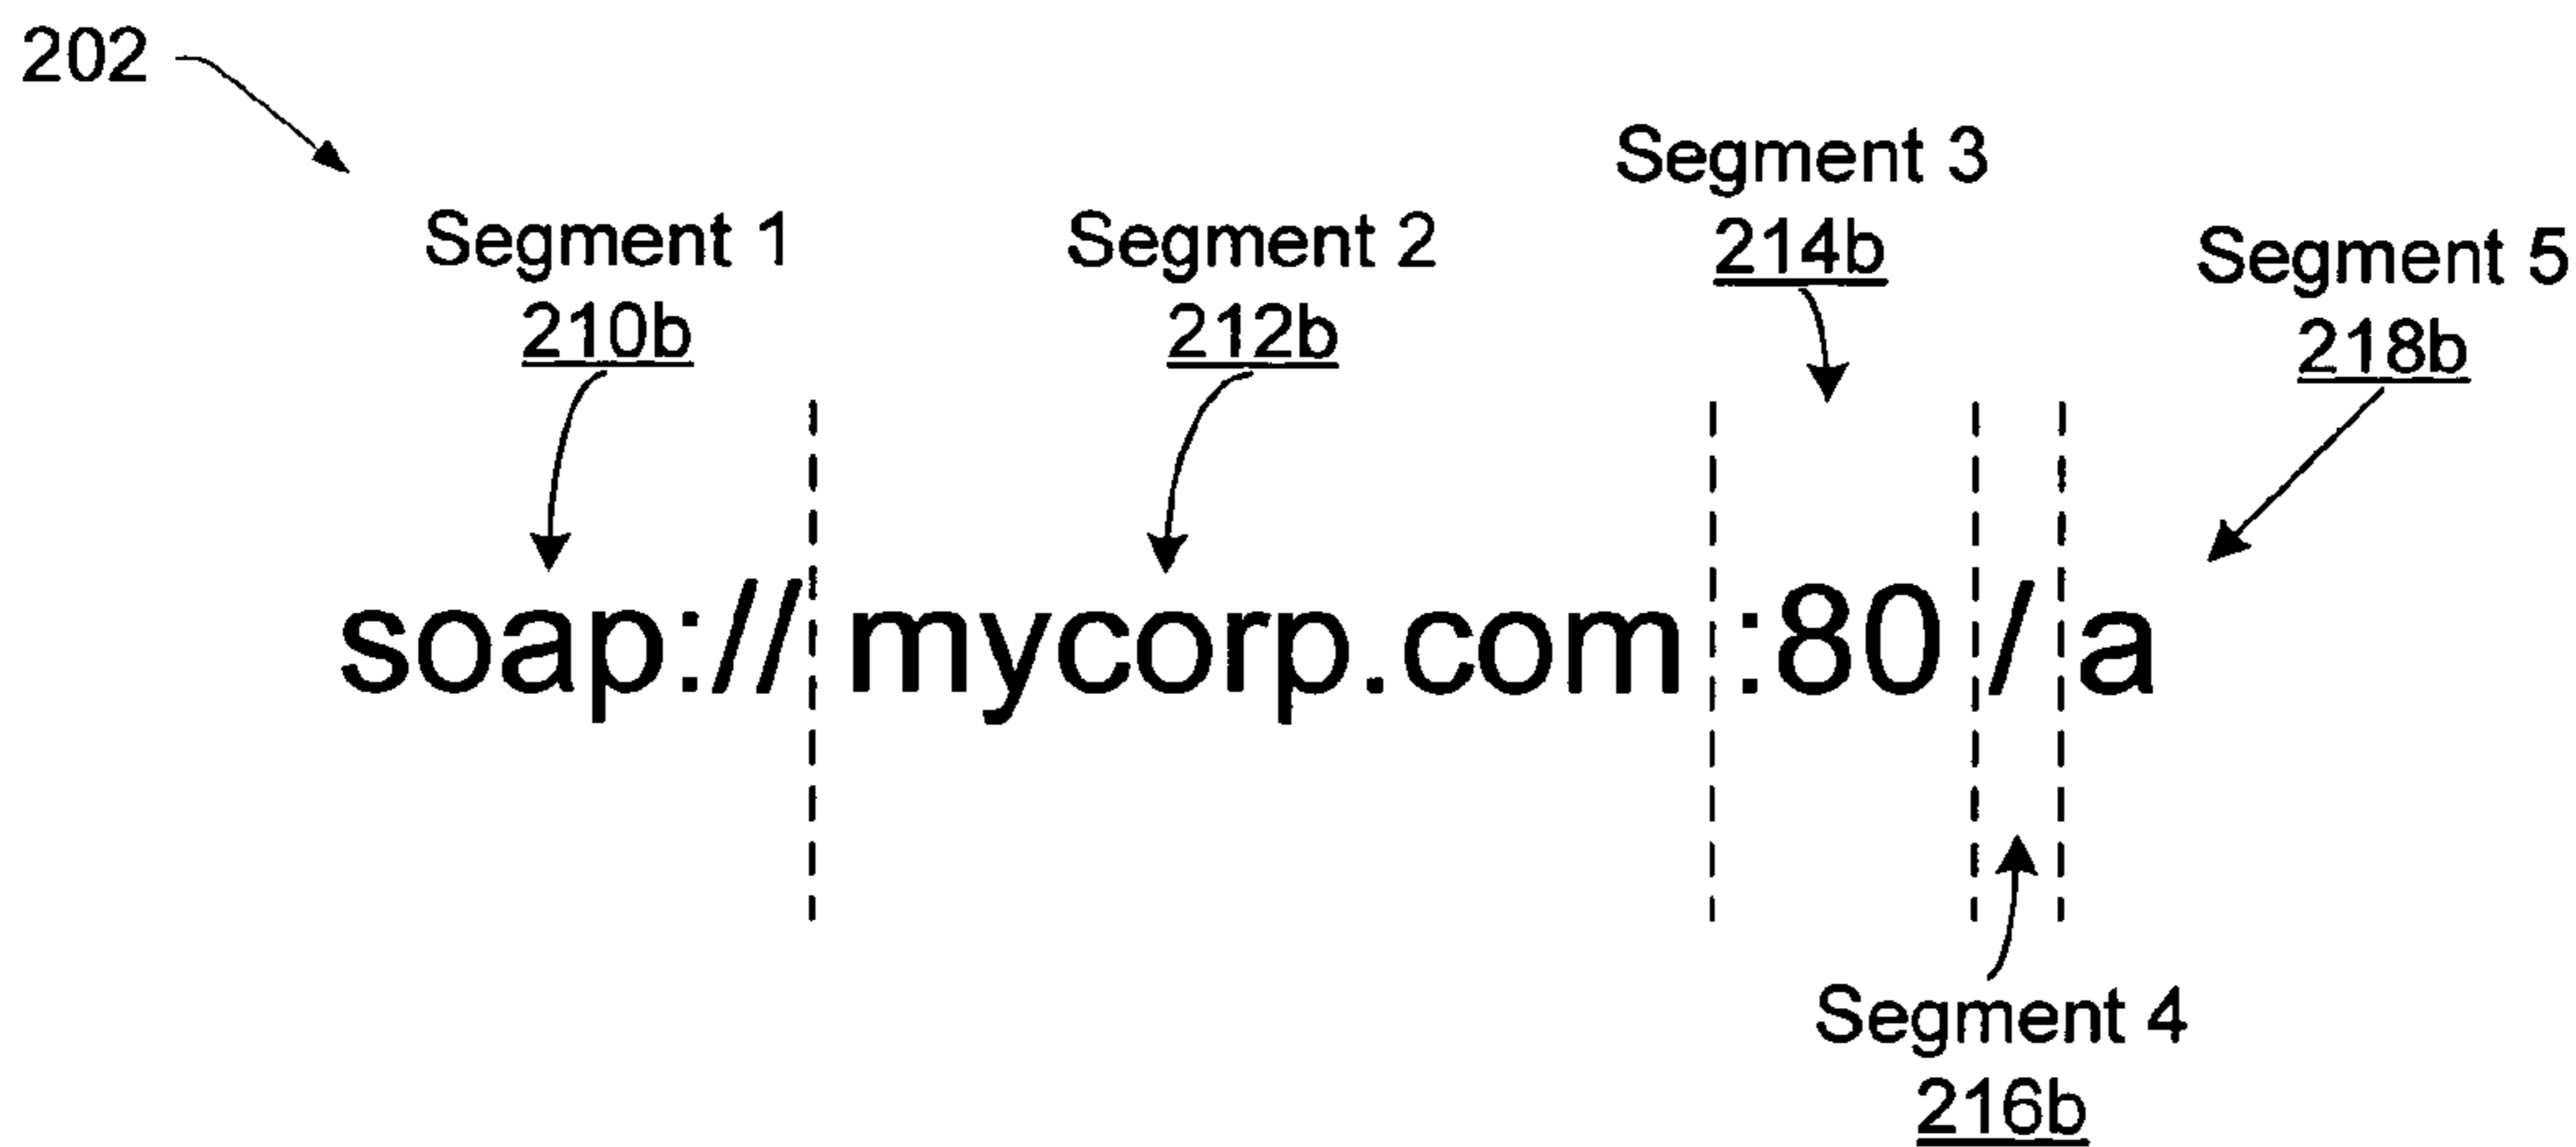 202
Segment 1
210b
Segment 2
212b
Segment 3
214b
Segment 5
218b
soap:// mycorp.com :80 / a
Segment 4
216b